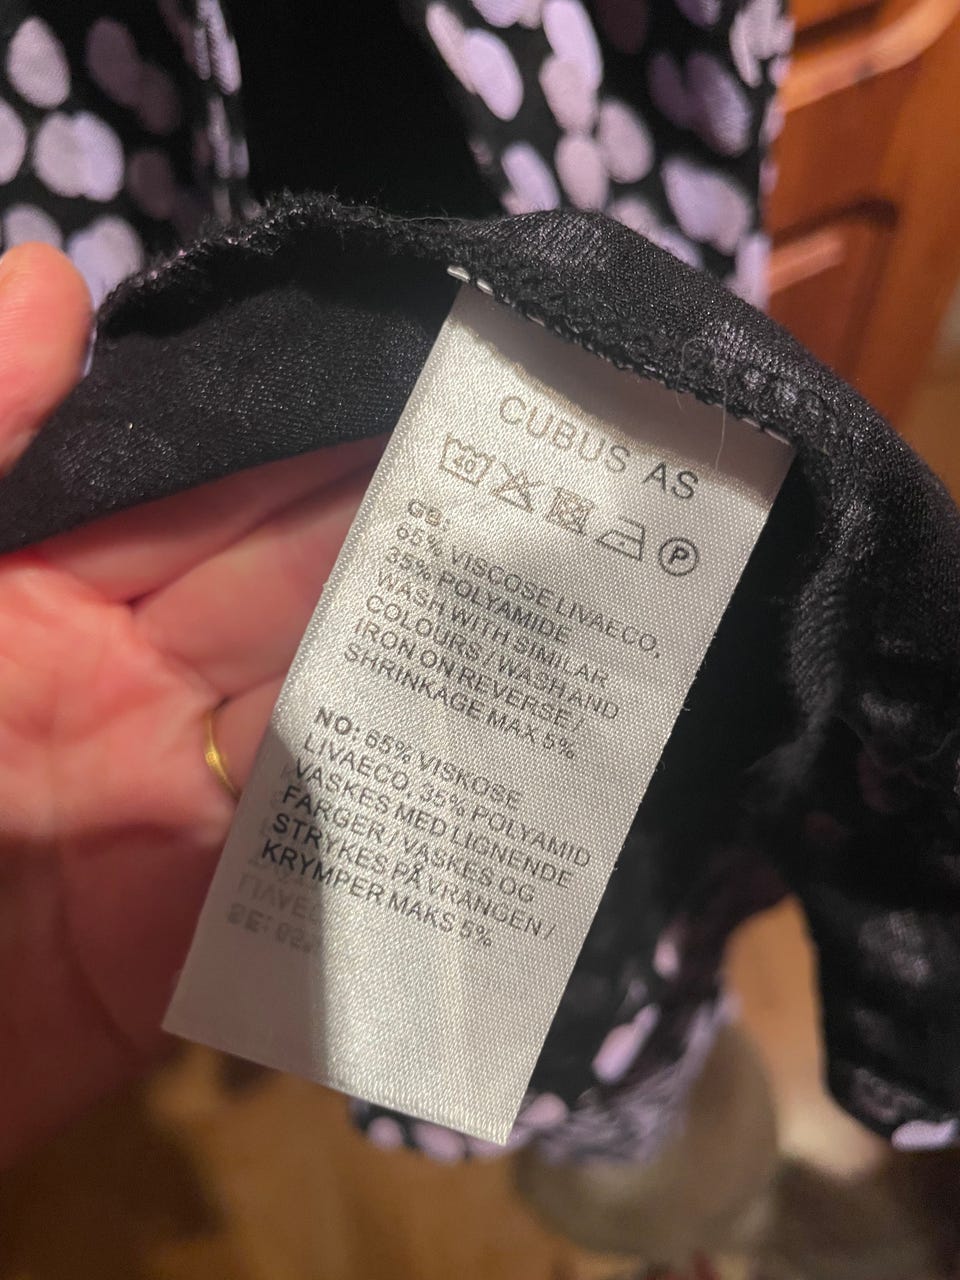 CUBUS AS
40
P
GB:
65% VISCOSE LIVAECO,
35% POLYAMIDE
WASH WITH SIMILAR
COLOURS / WASH AND
IRON ON REVERSE /
SHRINKAGE MAX 5%
NO: 65% VISKOSE
LIVAECO, 35% POLYAMID
VASKES MED LIGNENDE
FARGER / VASKES OG
STRYKES PÅ VRANGEN /
KRYMPER MAKS 5%